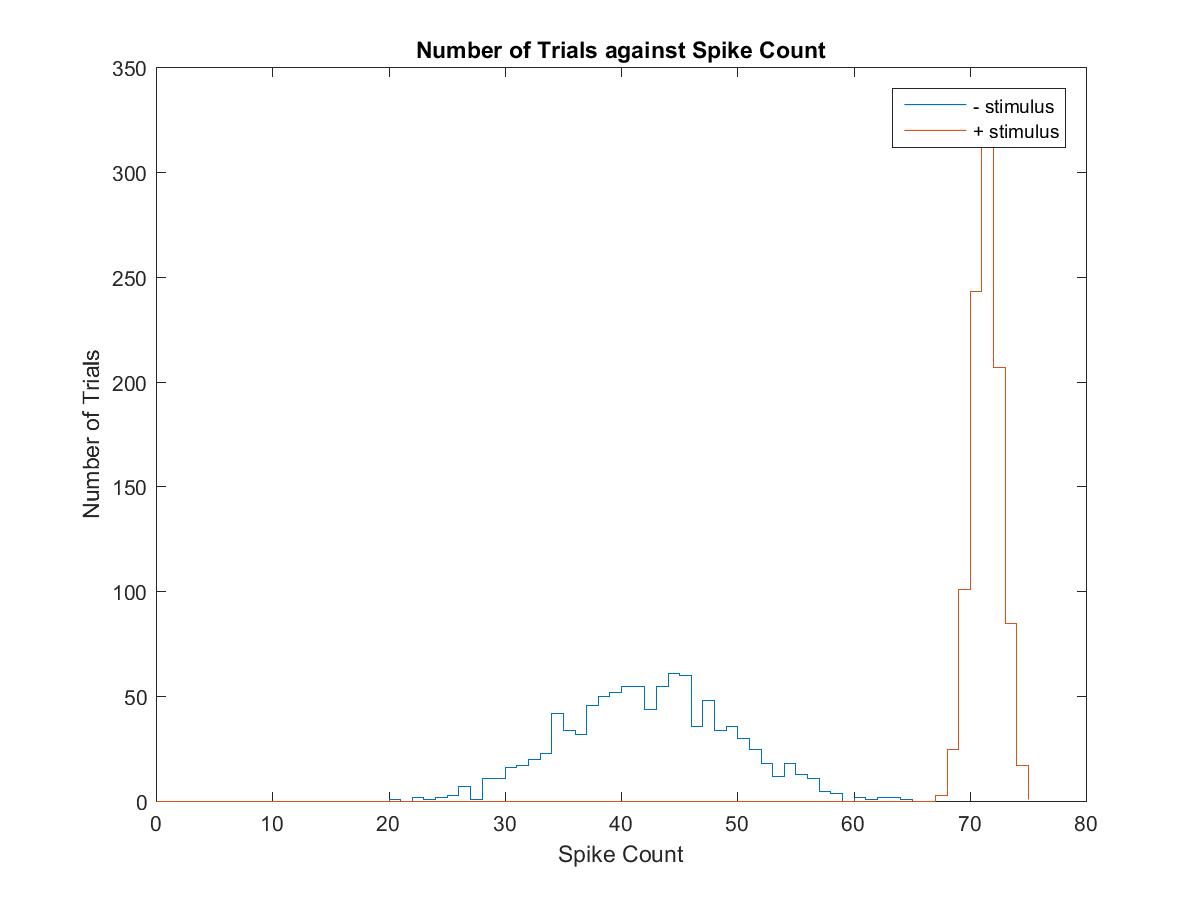 Number of Trials against Spike Count
350
300
250
200
150
100
50
0
Number of Trials
- stimulus
+ stimulus
0 10 20 30 40 50 60 70 80
Spike Count